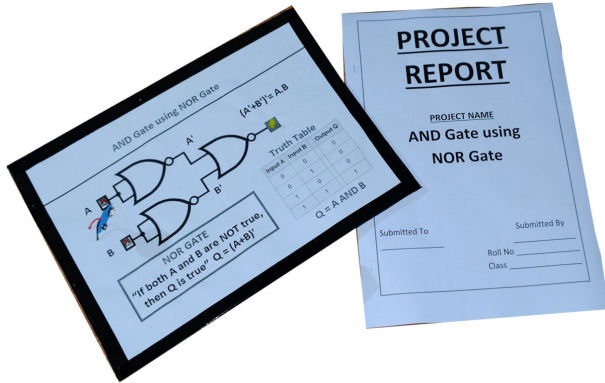 AND Gate using NOR Gate
(A'+B')'= A.B
A'
A
B'
B
Truth Table
Input A Input B Output Q
0 0 0
0 1 0
1 0 0
1 1 1
Q = A AND B
NOR GATE
"If both A and B are NOT true,
then Q is true" Q = (A+B)'
PROJECT
REPORT
PROJECT NAME
AND Gate using
NOR Gate
Submitted To
Submitted By
Roll No
Class